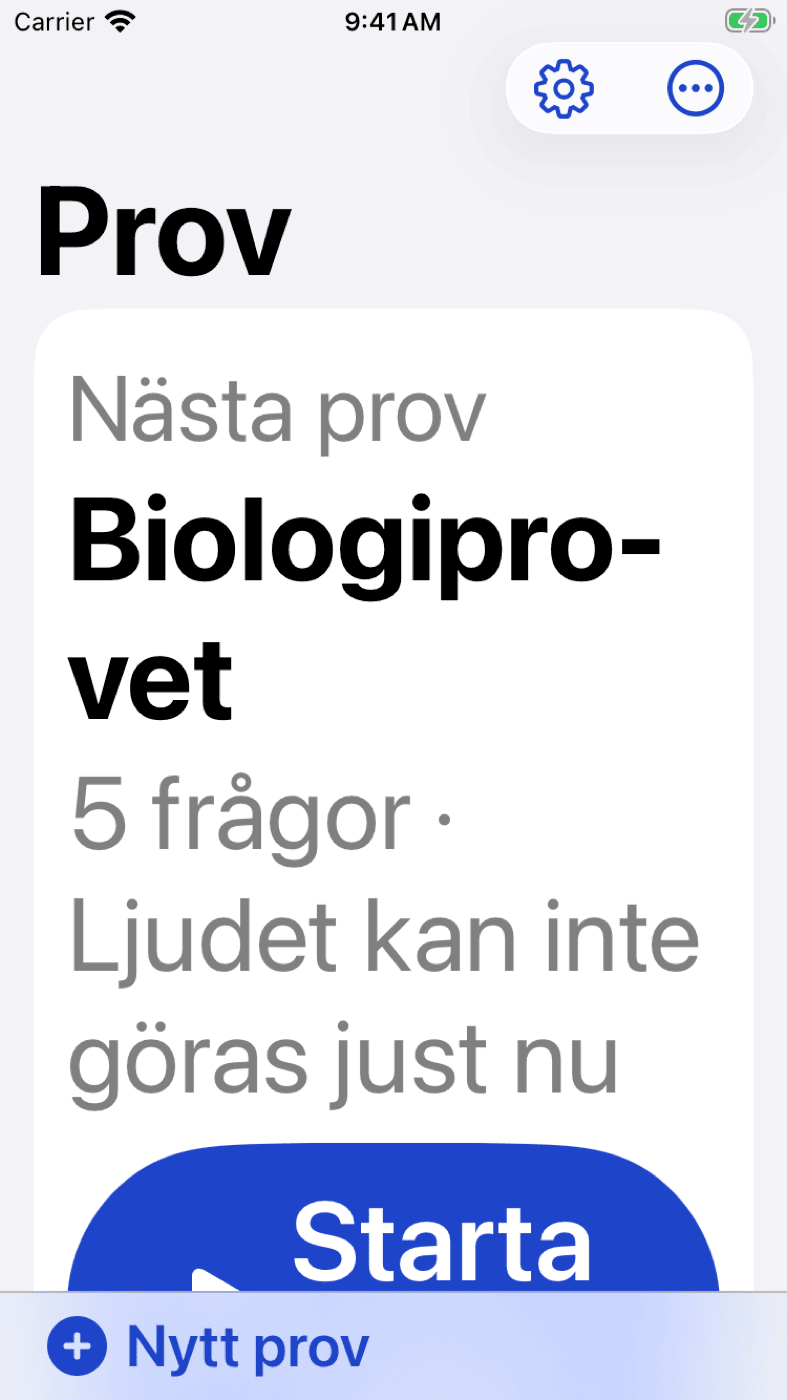 Carrier 9:41 AM
Prov
Nästa prov
Biologipro-
vet
5 frågor ·
Ljudet kan inte
göras just nu
Starta
Nytt prov